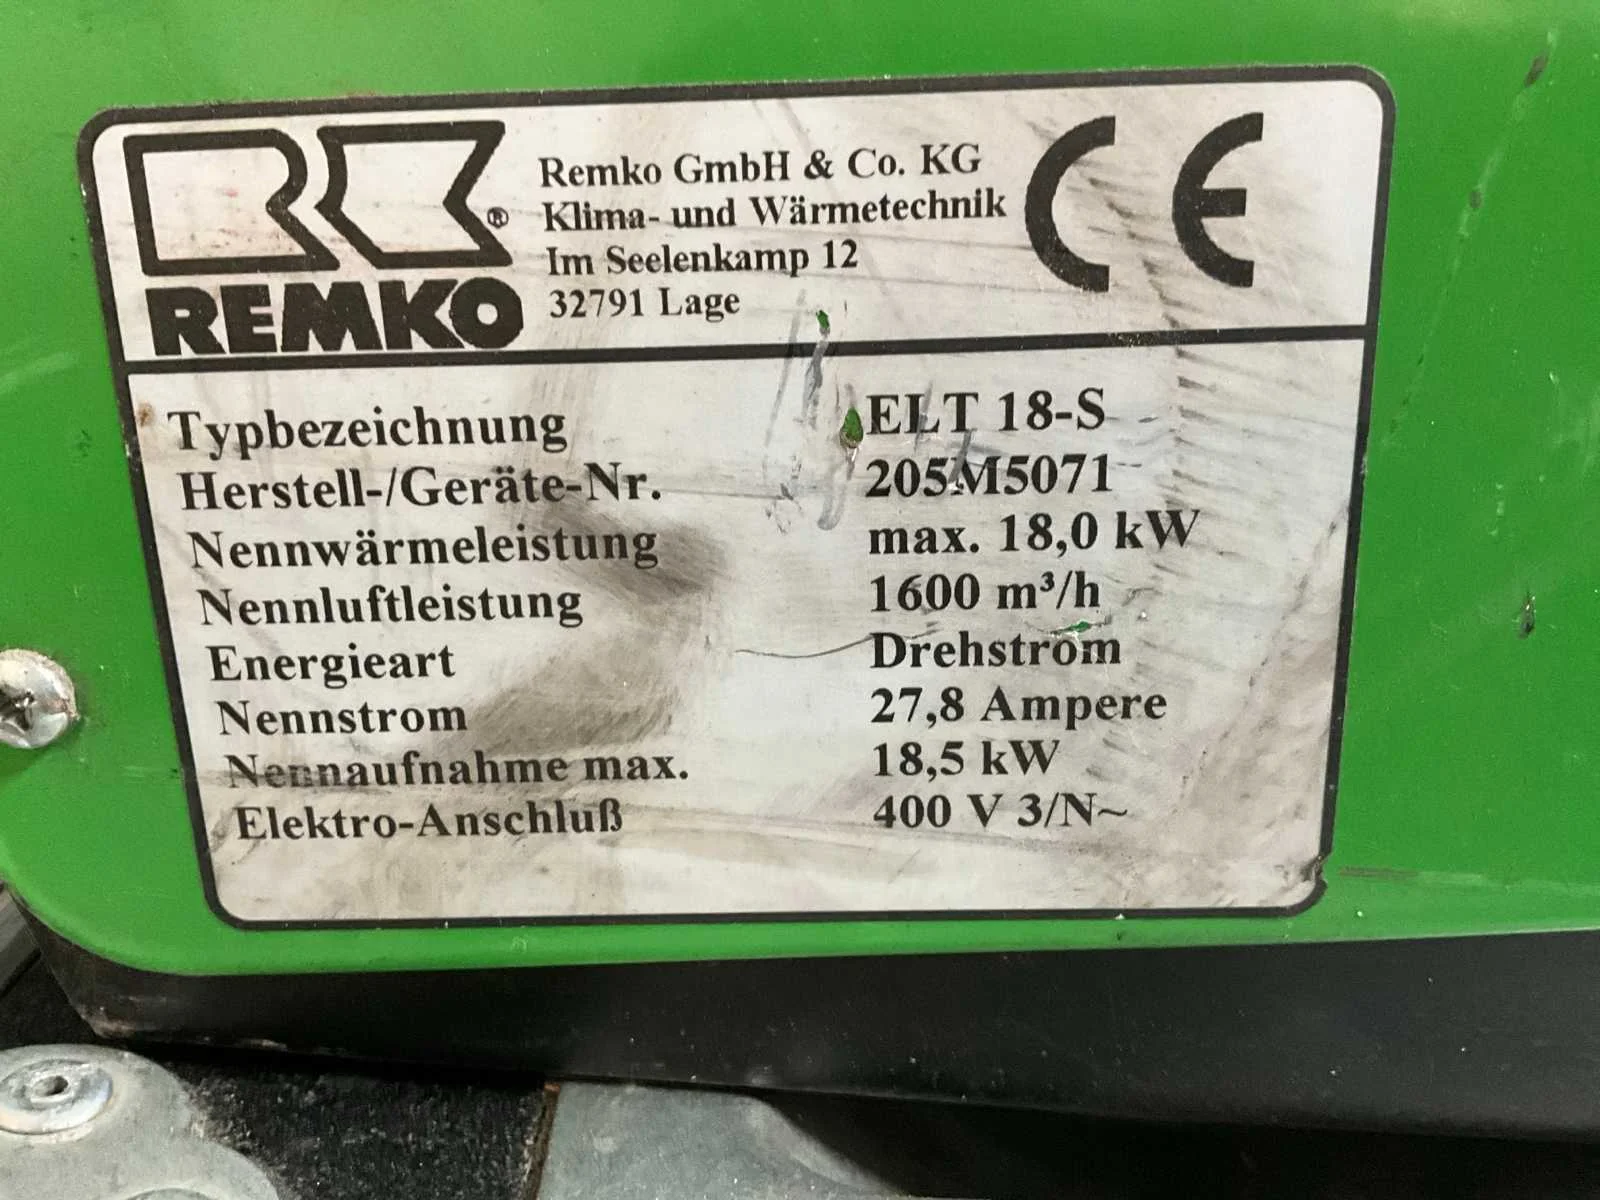 REMKO ®
Remko GmbH & Co. KG
Klima- und Wärmetechnik
Im Seelenkamp 12
32791 Lage
CE
Typbezeichnung ELT 18-S
Herstell-/Geräte-Nr. 205M5071
Nennwärmeleistung max. 18,0 kW
Nennluftleistung 1600 m³/h
Energieart Drehstrom
Nennstrom 27,8 Ampere
Nennaufnahme max. 18,5 kW
Elektro-Anschluß 400 V 3/N~